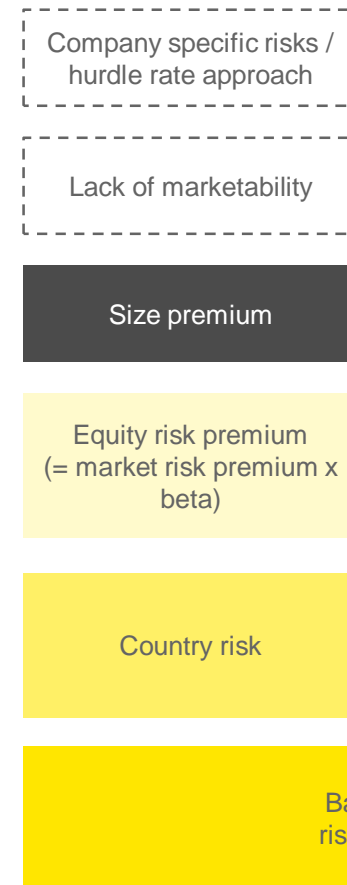 Company specific risks /
hurdle rate approach
Lack of marketability
Size premium
Equity risk premium
(= market risk premium x
beta)
Country risk